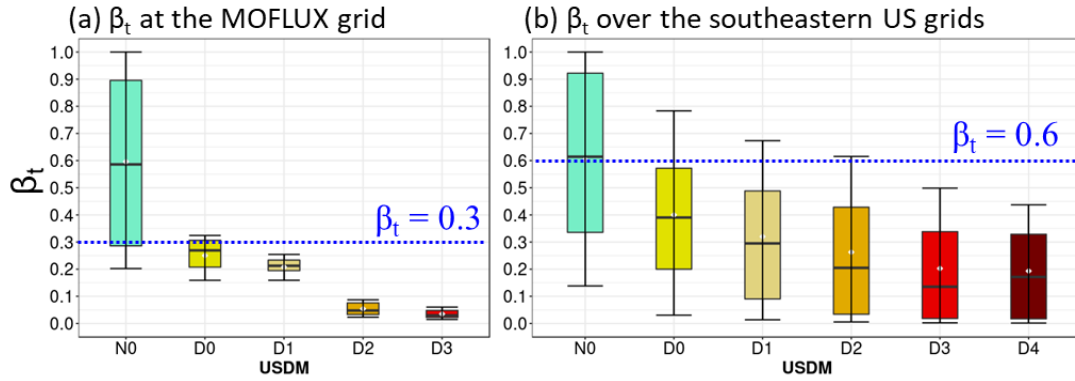 (a) βt at the MOFLUX grid
(b) βt over the southeastern US grids
βt
1.0
0.9
0.8
0.7
0.6
0.5
0.4
0.3
0.2
0.1
0.0
βt = 0.3
N0 D0 D1 D2 D3
USDM
1.0
0.9
0.8
0.7
0.6
0.5
0.4
0.3
0.2
0.1
0.0
βt = 0.6
N0 D0 D1 D2 D3 D4
USDM